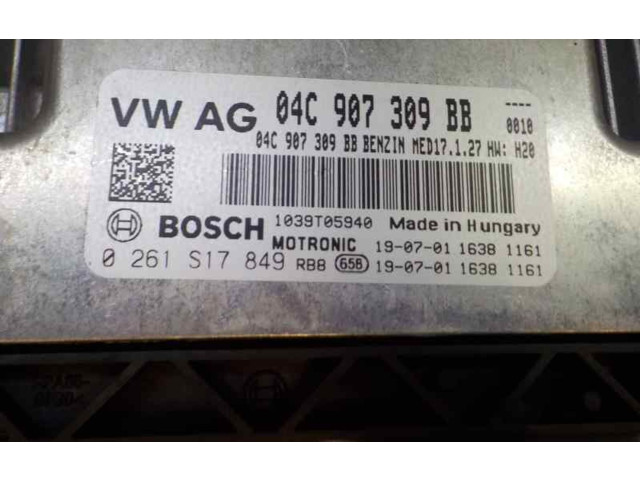 VW AG 04C 907 309 BB ----
0010
04C 907 309 BB BENZIN MED17.1.27 HW: H20
BOSCH 1039T05940 Made in Hungary
MOTRONIC 19-07-01 1638 1161
0 261 S17 849 RB8 658 19-07-01 1638 1161